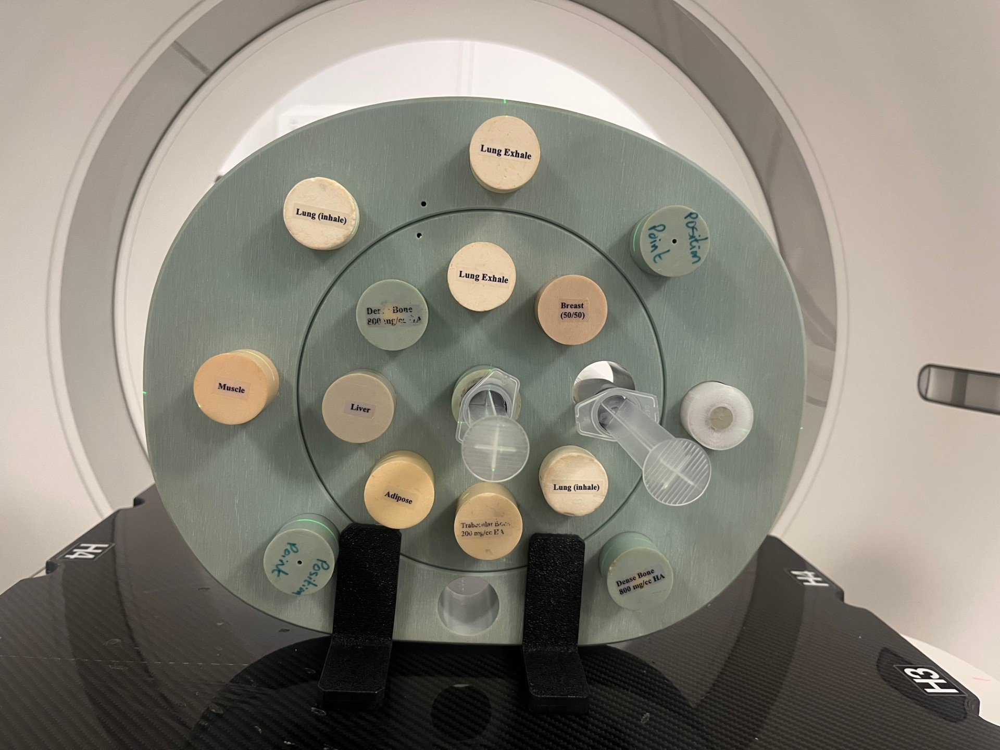 Lung Exhale
Lung (inhale)
Position
Point
Lung Exhale
Dense Bone
800 mg/cc HA
Breast
(50/50)
Muscle
Liver
Lung (inhale)
Adipose
Trabecular Bone
200 mg/cc HA
Position
Point
Dense Bone
800 mg/cc HA
H4
H4
H3